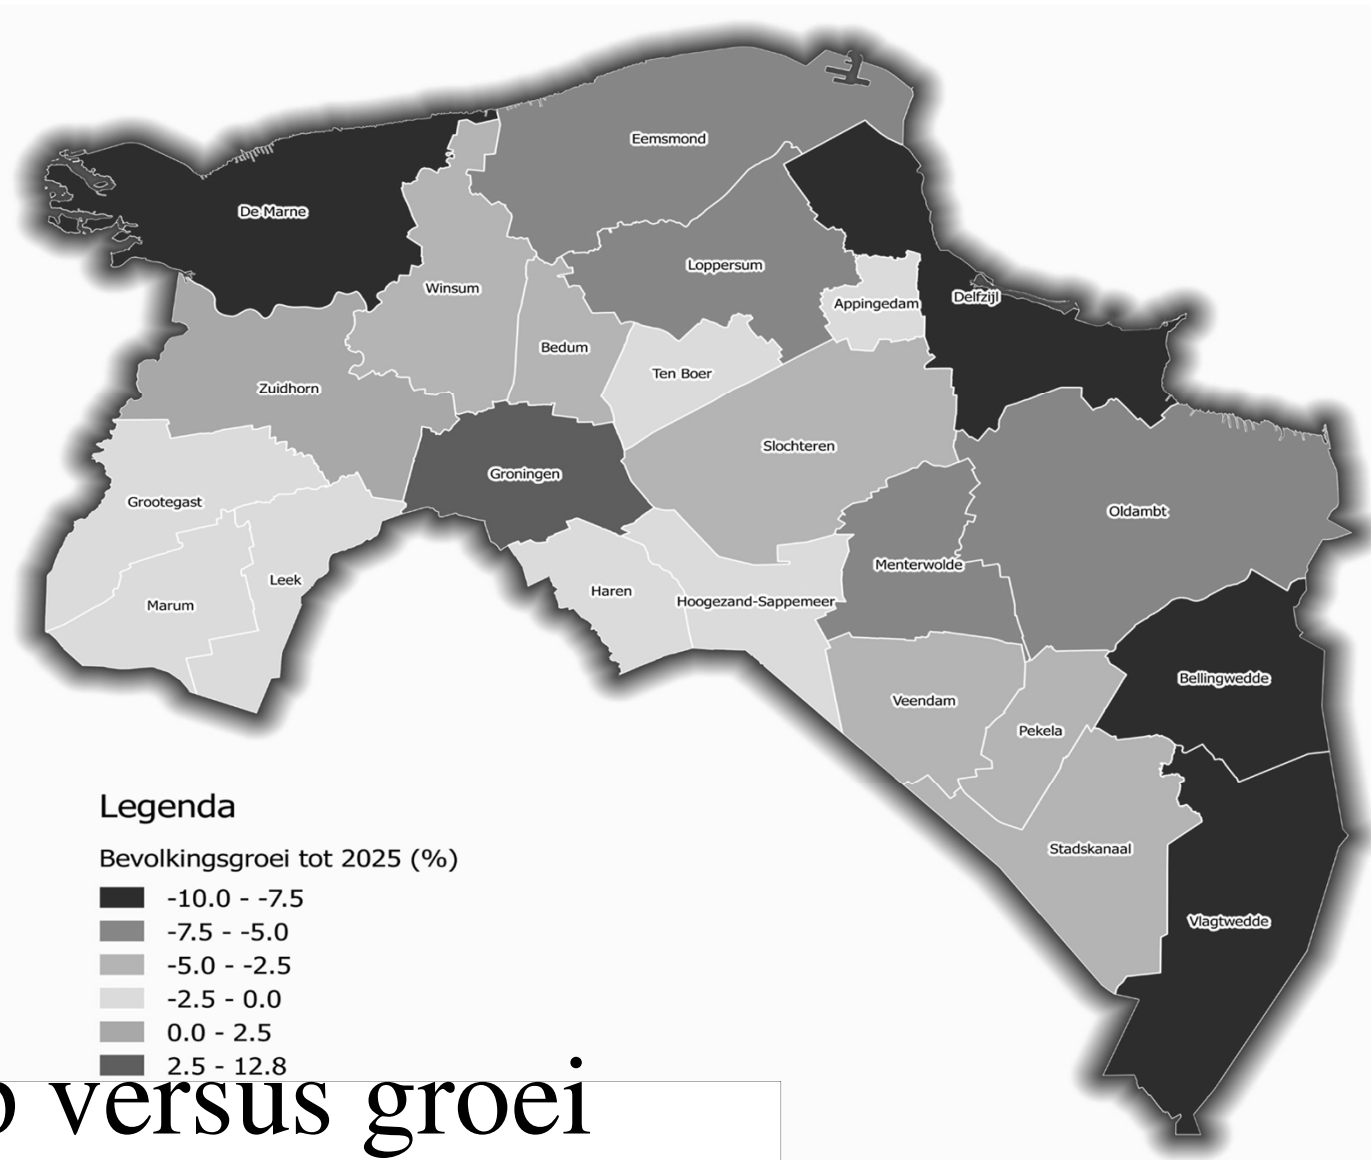 Eemsmond
De Marne
Loppersum
Winsum
Delfzijl
Appingedam
Bedum
Ten Boer
Zuidhorn
Slochteren
Groningen
Grootegast
Oldambt
Menterwolde
Leek
Haren
Hoogezand-Sappemeer
Marum
Bellingwedde
Veendam
Pekela
Stadskanaal
Vlagtwedde
Legenda
Bevolkingsgroei tot 2025 (%)
-10.0 - -7.5
-7.5 - -5.0
-5.0 - -2.5
-2.5 - 0.0
0.0 - 2.5
2.5 - 12.8
versus groei